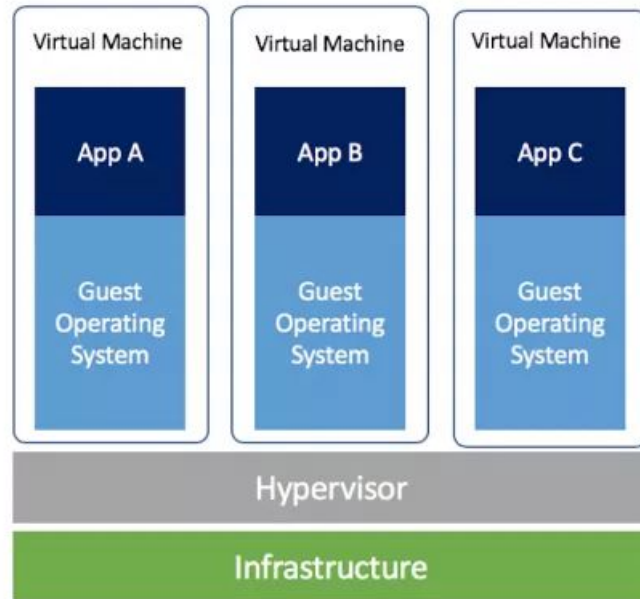 Virtual Machine
App A
Guest
Operating
System
Virtual Machine
App B
Guest
Operating
System
Virtual Machine
App C
Guest
Operating
System
Hypervisor
Infrastructure